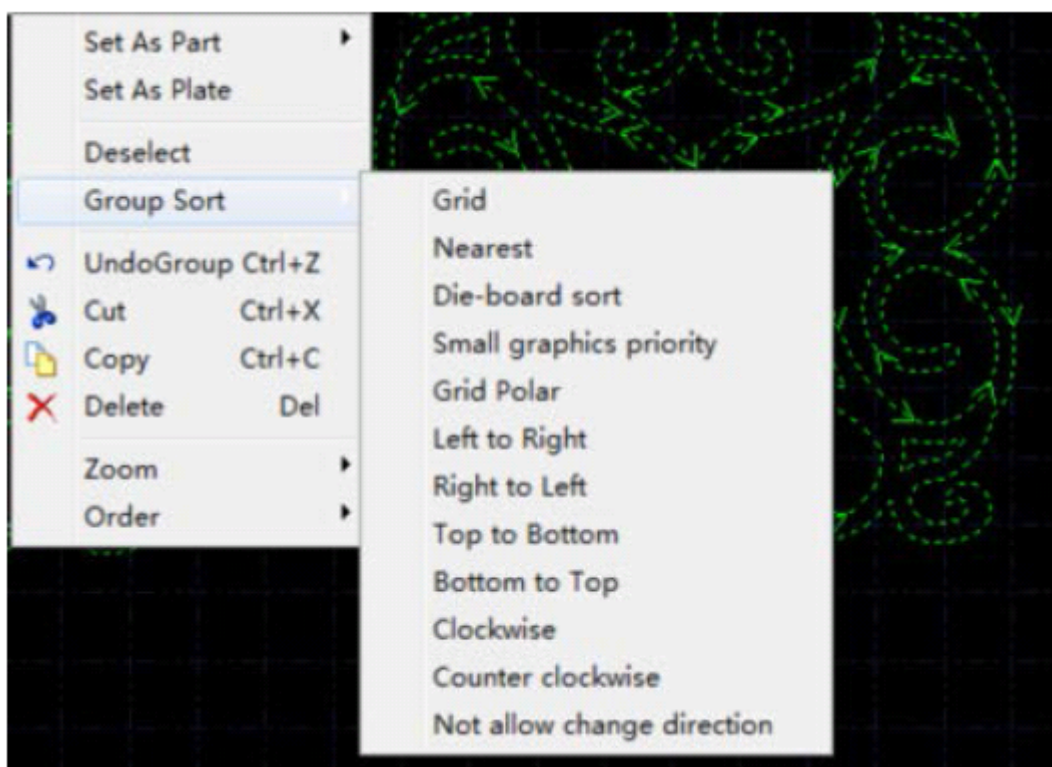 Set As Part
Set As Plate
Deselect
Group Sort
UndoGroup Ctrl+Z
Cut Ctrl+X
Copy Ctrl+C
Delete Del
Zoom
Order
Grid
Nearest
Die-board sort
Small graphics priority
Grid Polar
Left to Right
Right to Left
Top to Bottom
Bottom to Top
Clockwise
Counter clockwise
Not allow change direction